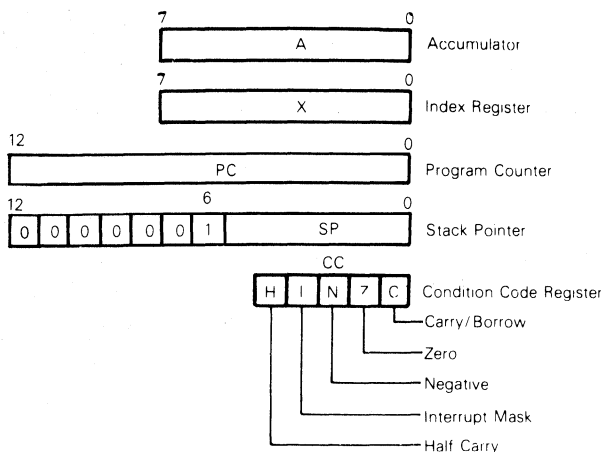 7 0
A Accumulator
7 0
X Index Register
12 0
PC Program Counter
12 6 0
0 0 0 0 0 0 1 SP Stack Pointer
CC
H I N Z C Condition Code Register
Carry/Borrow
Zero
Negative
Interrupt Mask
Half Carry